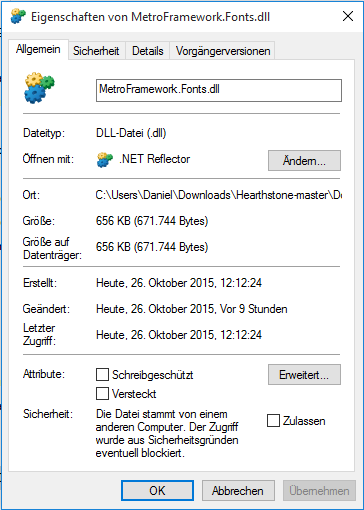 Eigenschaften von MetroFramework.Fonts.dll
Allgemein Sicherheit Details Vorgängerversionen
MetroFramework.Fonts.dll
Dateityp: DLL-Datei (.dll)
Öffnen mit: .NET Reflector Ändern...
Ort: C:\Users\Daniel\Downloads\Hearthstone-master\De
Größe: 656 KB (671.744 Bytes)
Größe auf Datenträger: 656 KB (671.744 Bytes)
Erstellt: Heute, 26. Oktober 2015, 12:12:24
Geändert: Heute, 26. Oktober 2015, Vor 9 Stunden
Letzter Zugriff: Heute, 26. Oktober 2015, 12:12:24
Attribute: Schreibgeschützt Erweitert...
Versteckt
Sicherheit: Die Datei stammt von einem Zulassen
anderen Computer. Der Zugriff
wurde aus Sicherheitsgründen
eventuell blockiert.
OK Abbrechen Übernehmen